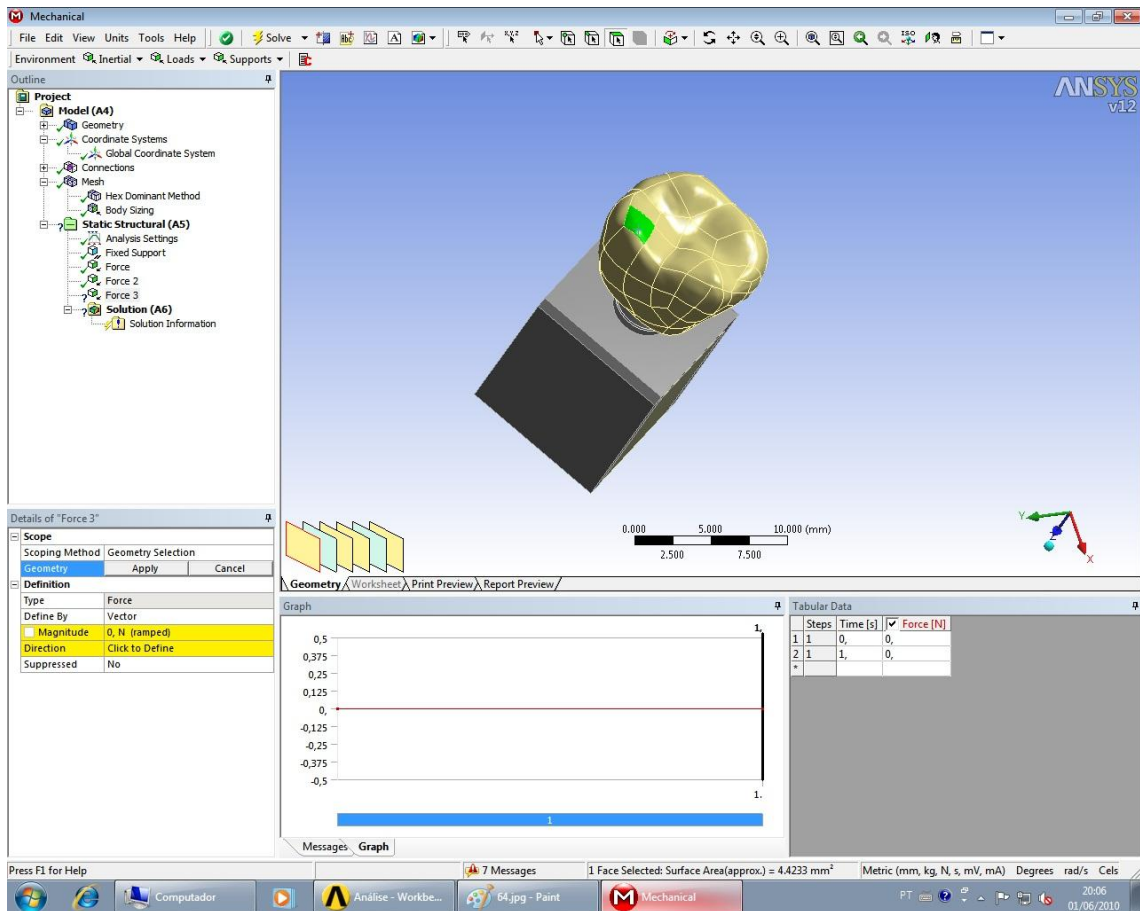 Mechanical
File Edit View Units Tools Help Solve
Environment Inertial Loads Supports
Outline
Project
Model (A4)
Geometry
Coordinate Systems
Global Coordinate System
Connections
Mesh
Hex Dominant Method
Body Sizing
Static Structural (A5)
Analysis Settings
Fixed Support
Force
Force 2
Force 3
Solution (A6)
Solution Information
ANSYS
v12
0.000 5.000 10.000 (mm)
2.500 7.500
Y
Z
X
Geometry Worksheet Print Preview Report Preview
Details of "Force 3"
Scope
Scoping Method Geometry Selection
Geometry Apply Cancel
Definition
Type Force
Define By Vector
Magnitude 0, N (ramped)
Direction Click to Define
Suppressed No
Graph
1,
0,5
0,375
0,25
0,125
0,
-0,125
-0,25
-0,375
-0,5
1.
1
Messages Graph
Tabular Data
Steps Time [s] Force [N]
1 1 0, 0,
2 1 1, 0,
*
Press F1 for Help 7 Messages 1 Face Selected: Surface Area(approx.) = 4.4233 mm² Metric (mm, kg, N, s, mV, mA) Degrees rad/s Cels
Computador Análise - Workbe... 64.jpg - Paint Mechanical PT 20:06
01/06/2010